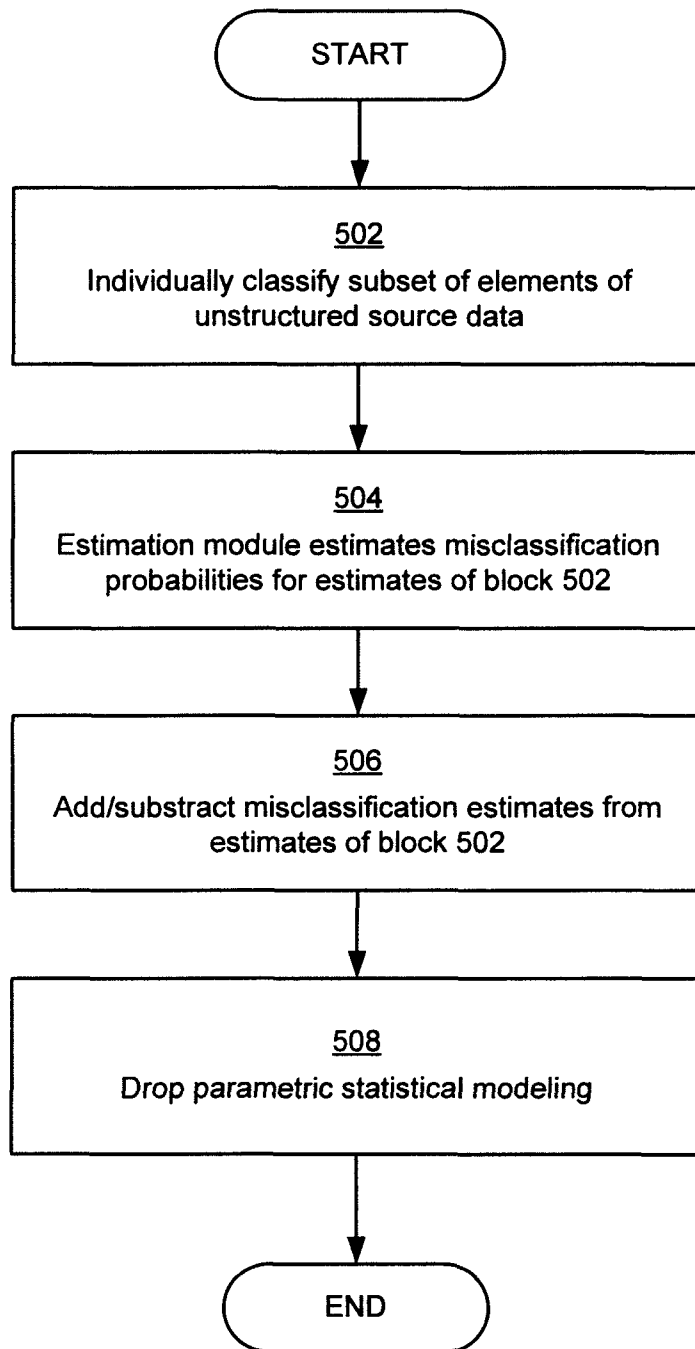 START
502
Individually classify subset of elements of
unstructured source data
504
Estimation module estimates misclassification
probabilities for estimates of block 502
506
Add/substract misclassification estimates from
estimates of block 502
508
Drop parametric statistical modeling
END